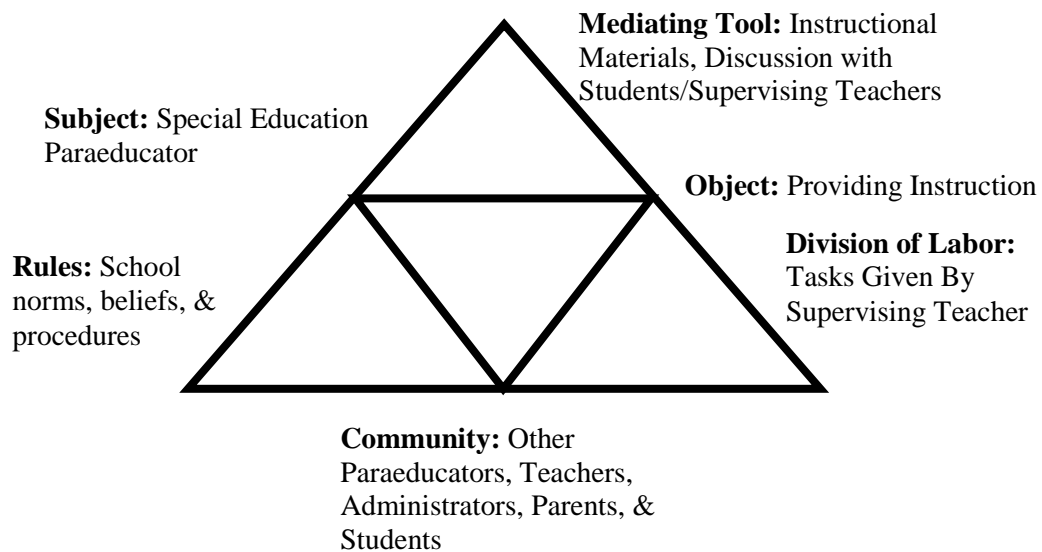 Mediating Tool: Instructional
Materials, Discussion with
Students/Supervising Teachers
Subject: Special Education
Paraeducator
Object: Providing Instruction
Division of Labor:
Tasks Given By
Supervising Teacher
Rules: School
norms, beliefs, &
procedures
Community: Other
Paraeducators, Teachers,
Administrators, Parents, &
Students